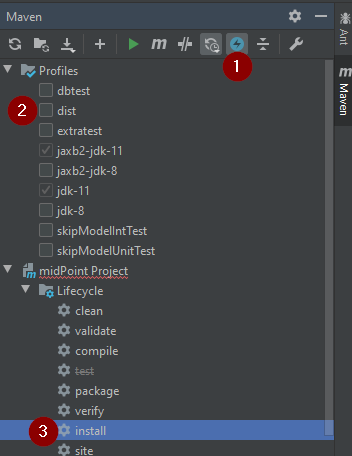 Maven
m
1
Profiles
dbtest
2
dist
extratest
jaxb2-jdk-11
jaxb2-jdk-8
jdk-11
jdk-8
skipModelIntTest
skipModelUnitTest
m midPoint Project
Lifecycle
clean
validate
compile
test
package
verify
3
install
site
Ant
m Maven